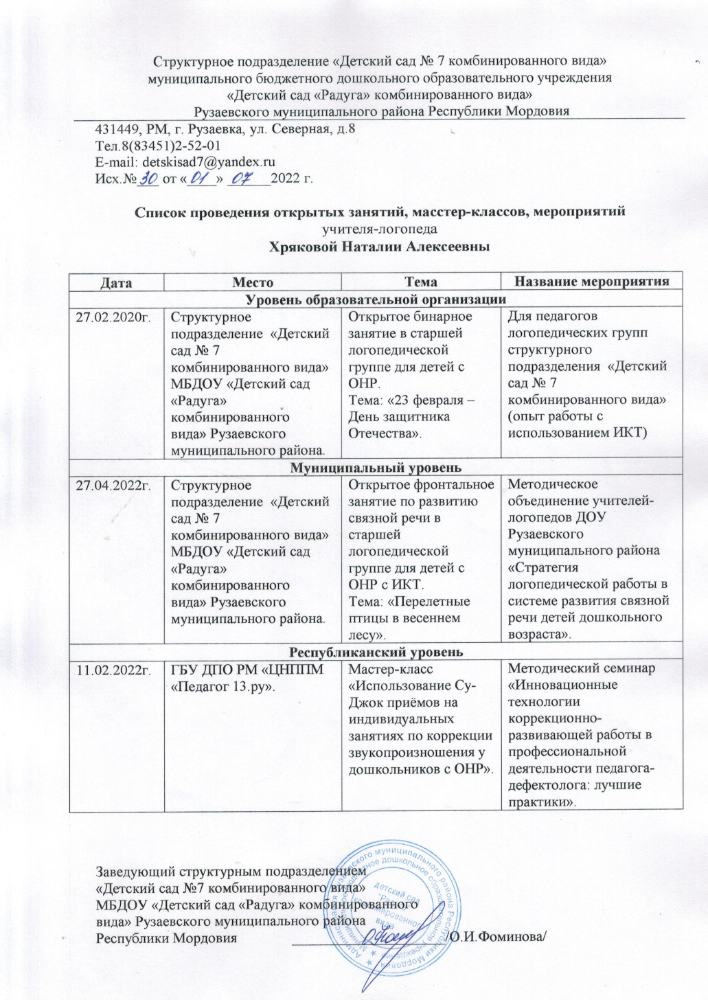 Структурное подразделение «Детский сад № 7 комбинированного вида»
муниципального бюджетного дошкольного образовательного учреждения
«Детский сад «Радуга» комбинированного вида»
Рузаевского муниципального района Республики Мордовия
431449, РМ, г. Рузаевка, ул. Северная, д.8
Тел.8(83451)2-52-01
E-mail: detskisad7@yandex.ru
Исх.№ 30 от « 01 » 07 2022 г.
Список проведения открытых занятий, масстер-классов, мероприятий
учителя-логопеда
Хряковой Наталии Алексеевны
Дата Место Тема Название мероприятия
Уровень образовательной организации
27.02.2020г.
Структурное
подразделение «Детский
сад № 7
комбинированного вида»
МБДОУ «Детский сад
«Радуга»
комбинированного
вида» Рузаевского
муниципального района.
Открытое бинарное
занятие в старшей
логопедической
группе для детей с
ОНР.
Тема: «23 февраля –
День защитника
Отечества».
Для педагогов
логопедических групп
структурного
подразделения «Детский
сад № 7
комбинированного вида»
(опыт работы с
использованием ИКТ)
Муниципальный уровень
27.04.2022г.
Структурное
подразделение «Детский
сад № 7
комбинированного вида»
МБДОУ «Детский сад
«Радуга»
комбинированного
вида» Рузаевского
муниципального района.
Открытое фронтальное
занятие по развитию
связной речи в
старшей
логопедической
группе для детей с
ОНР с ИКТ.
Тема: «Перелетные
птицы в весеннем
лесу».
Методическое
объединение учителей-
логопедов ДОУ
Рузаевского
муниципального района
«Стратегия
логопедической работы в
системе развития связной
речи детей дошкольного
возраста».
Республиканский уровень
11.02.2022г.
ГБУ ДПО РМ «ЦНППМ
«Педагог 13.ру».
Мастер-класс
«Использование Су-
Джок приёмов на
индивидуальных
занятиях по коррекции
звукопроизношения у
дошкольников с ОНР».
Методический семинар
«Инновационные
технологии
коррекционно-
развивающей работы в
профессиональной
деятельности педагога-
дефектолога: лучшие
практики».
Заведующий структурным подразделением
«Детский сад №7 комбинированного вида»
МБДОУ «Детский сад «Радуга» комбинированного
вида» Рузаевского муниципального района
Республики Мордовия /О.И.Фоминова/
муниципального района Республики Мордовия
дошкольное образовательное учреждение
детский сад
вида